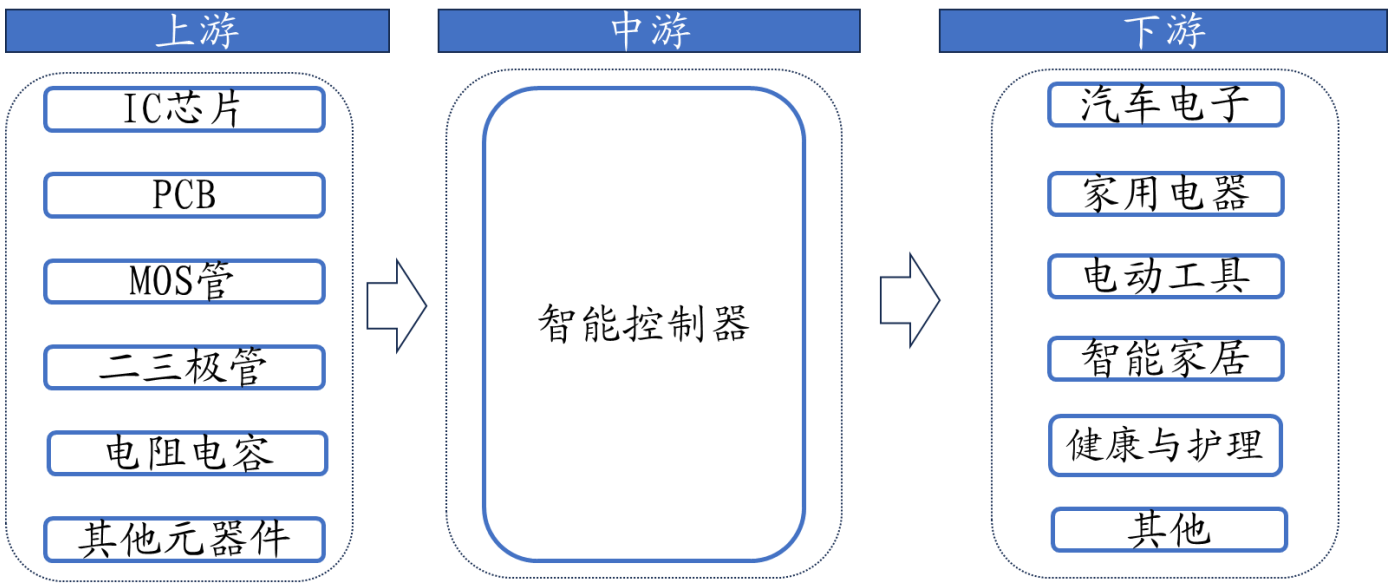 上游
IC芯片
PCB
MOS管
二三极管
电阻电容
其他元器件
中游
智能控制器
下游
汽车电子
家用电器
电动工具
智能家居
健康与护理
其他